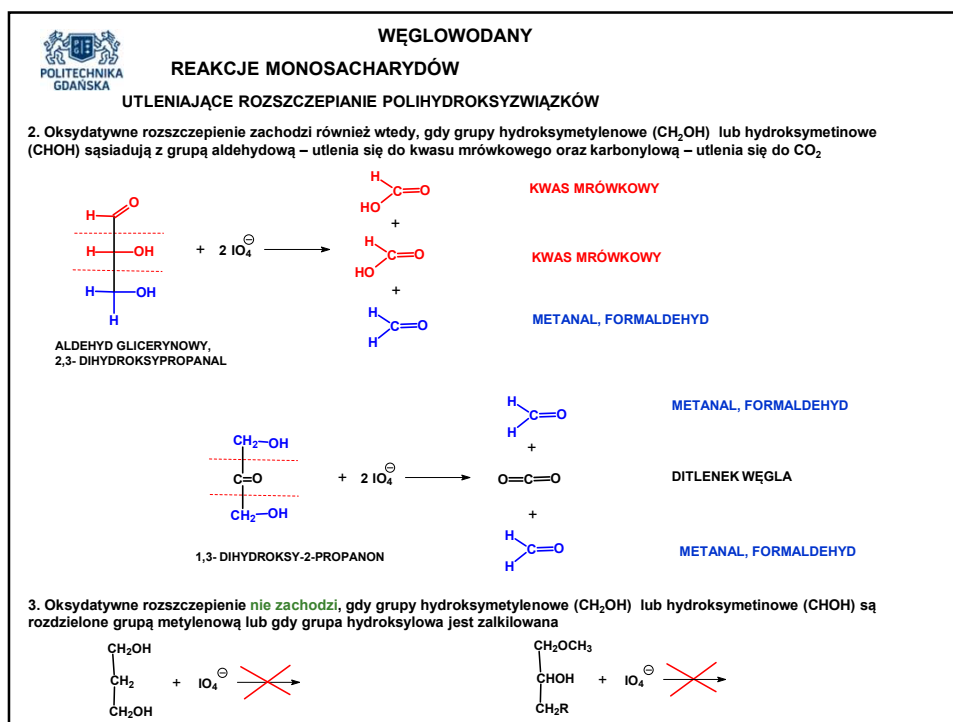 WĘGLOWODANY
POLITECHNIKA
GDAŃSKA
REAKCJE MONOSACHARYDÓW
UTLENIAJĄCE ROZSZCZEPIANIE POLIHYDROKSYZWIĄZKÓW
2. Oksydatywne rozszczepienie zachodzi również wtedy, gdy grupy hydroksymetylenowe (CH₂OH) lub hydroksymetinowe
(CHOH) sąsiadują z grupą aldehydową – utlenia się do kwasu mrówkowego oraz karbonylową – utlenia się do CO₂
H O
H OH
H OH
H
+ 2 IO₄⊖
H C=O HO
KWAS MRÓWKOWY
+
H C=O HO
KWAS MRÓWKOWY
+
H C=O H
METANAL, FORMALDEHYD
ALDEHYD GLICERYNOWY,
2,3- DIHYDROKSYPROPANAL
H C=O H
METANAL, FORMALDEHYD
+
CH₂-OH
C=O
CH₂-OH
+ 2 IO₄⊖
O=C=O
DITLENEK WĘGLA
+
H C=O H
METANAL, FORMALDEHYD
1,3- DIHYDROKSY-2-PROPANON
3. Oksydatywne rozszczepienie nie zachodzi, gdy grupy hydroksymetylenowe (CH₂OH) lub hydroksymetinowe (CHOH) są
rozdzielone grupą metylenową lub gdy grupa hydroksylowa jest zalkilowana
CH₂OH
CH₂
CH₂OH
+ IO₄⊖
CH₂OCH₃
CHOH
CH₂R
+ IO₄⊖